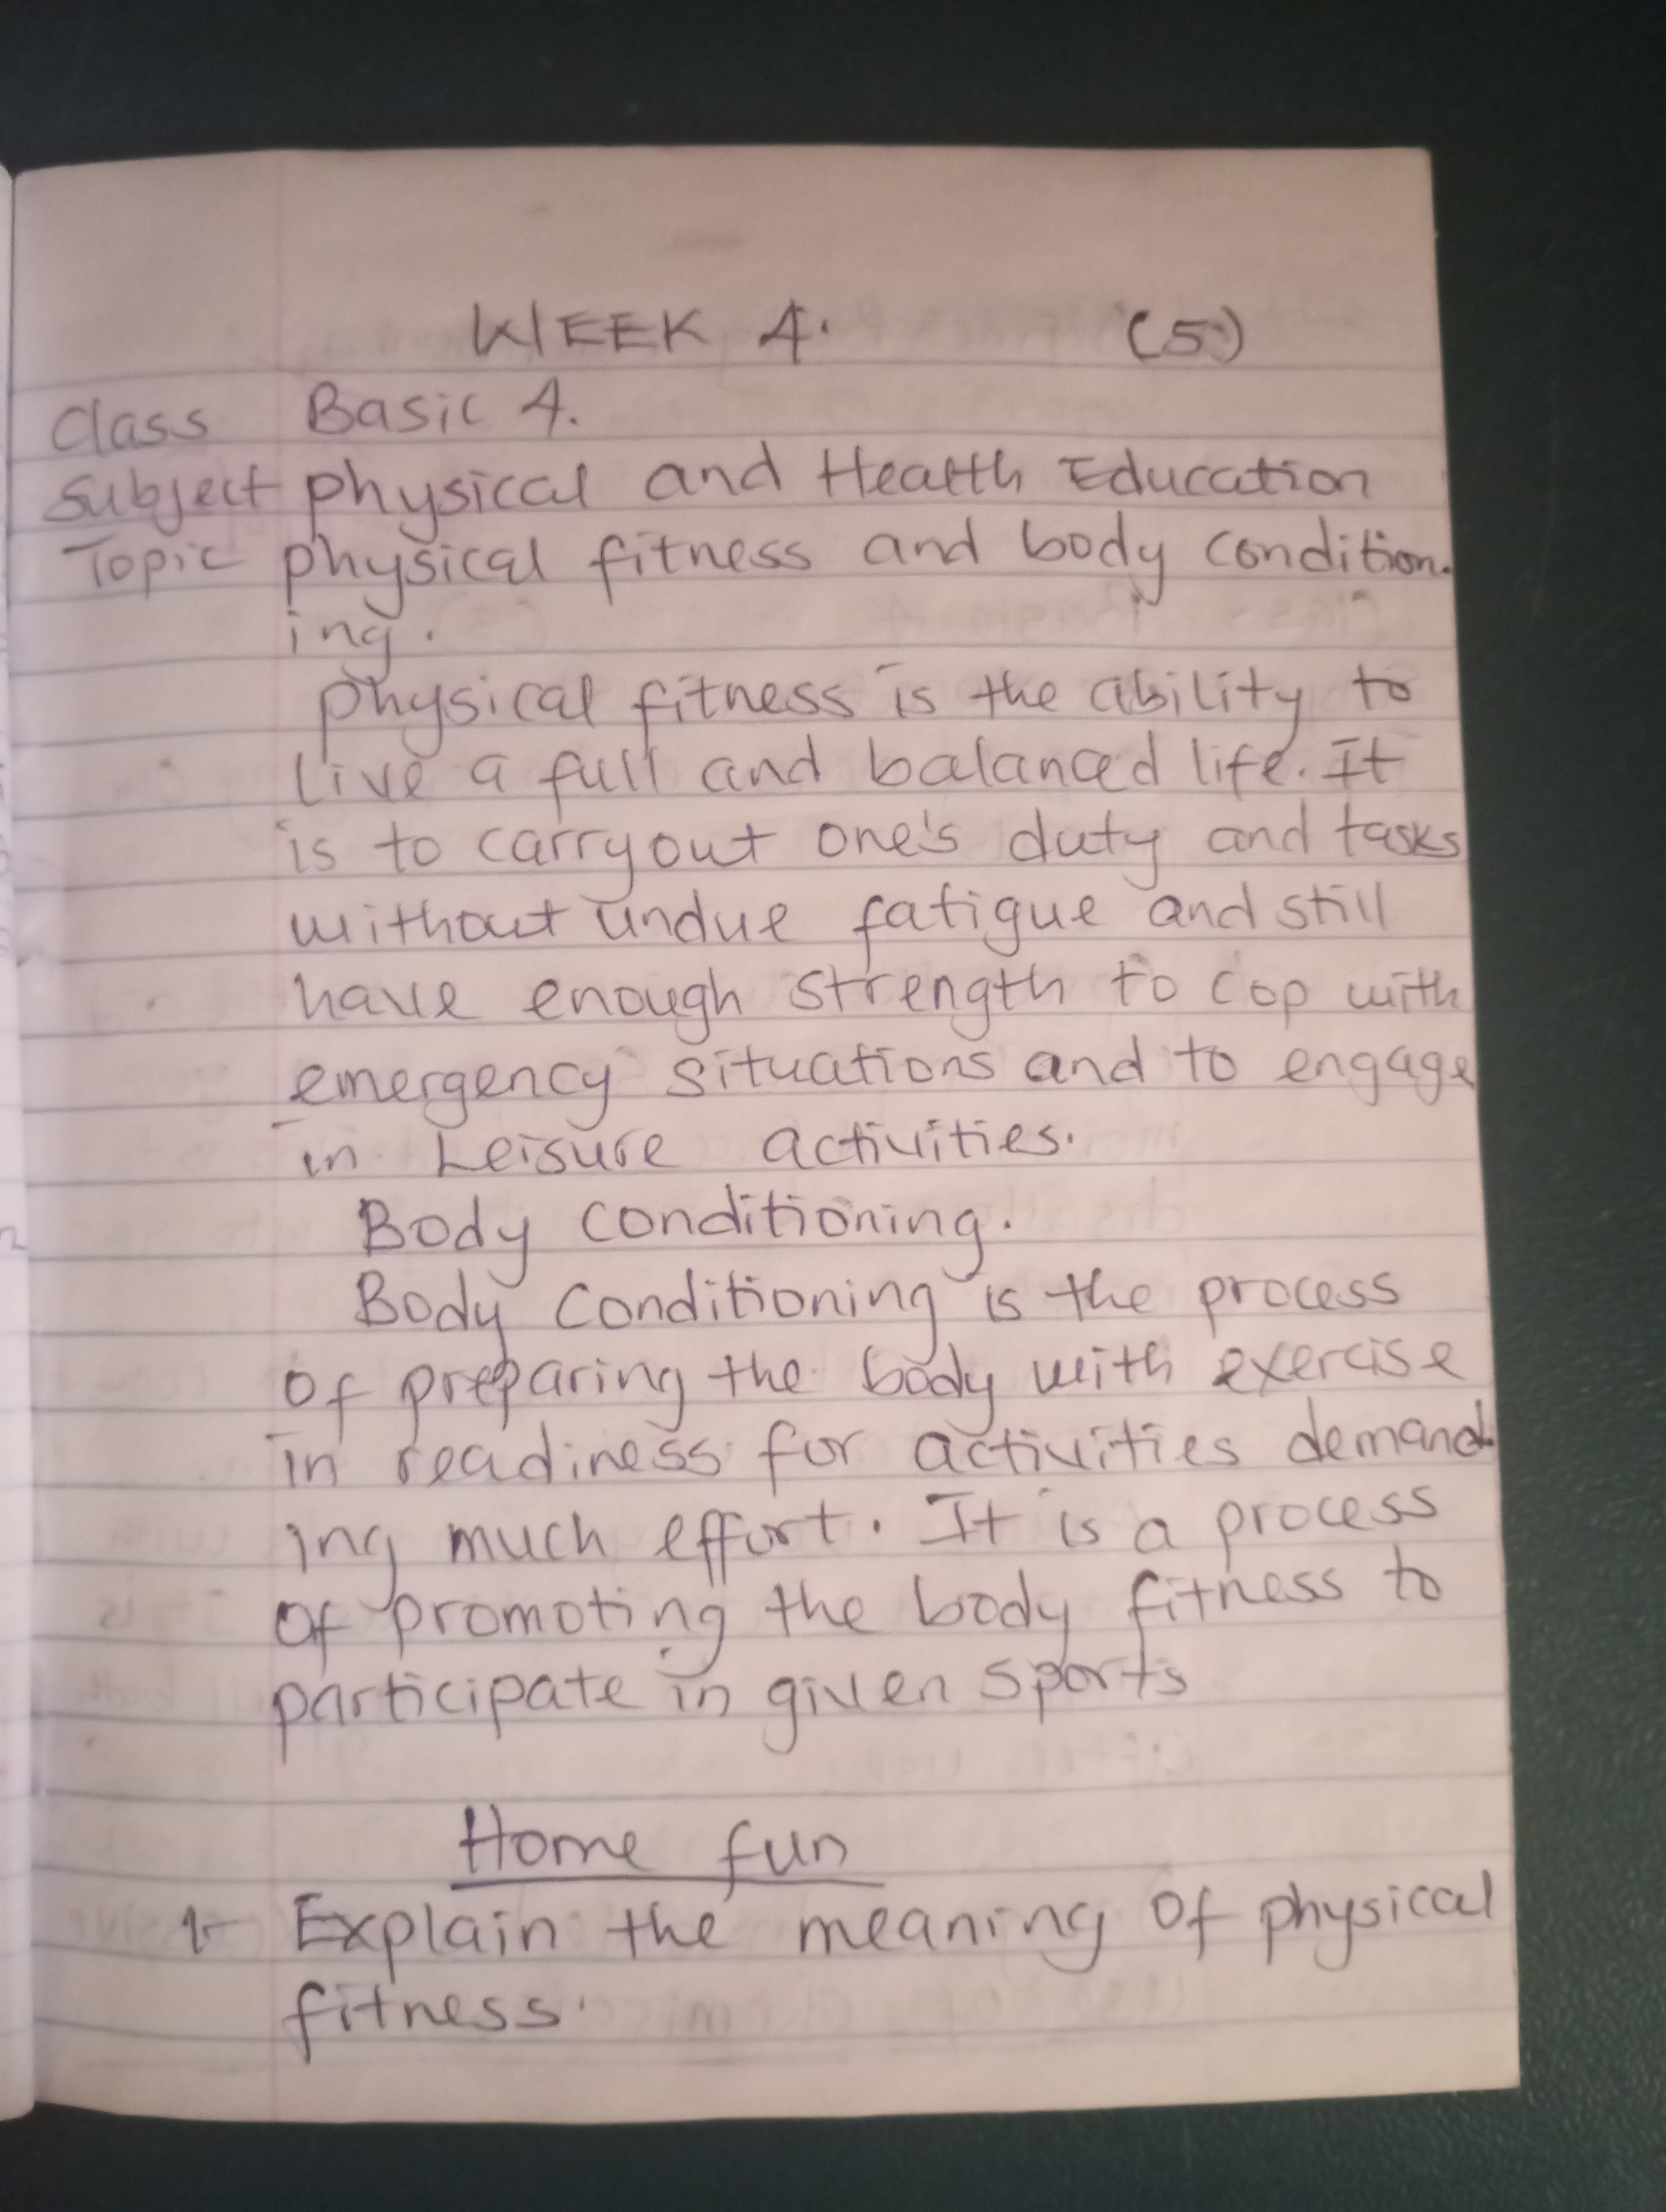 WEEK 4. (5)
Class Basic 4.
Subject physical and Health Education
Topic physical fitness and body condition-
ing.
physical fitness is the ability to
live a full and balanced life. It
is to carryout one's duty and tasks
without undue fatigue and still
have enough strength to cop with
emergency situations and to engage
in Leisure activities.
Body conditioning.
Body conditioning is the process
of preparing the body with exercise
in readiness for activities demand-
ing much effort. It is a process
of promoting the body fitness to
participate in given sports
Home fun
1- Explain the meaning of physical
fitness.